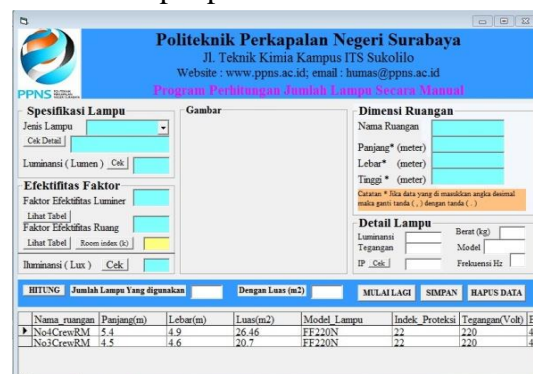 Politeknik Perkapalan Negeri Surabaya
Jl. Teknik Kimia Kampus ITS Sukolilo
Website : www.ppns.ac.id; email : humas@ppns.ac.id
Program Perhitungan Jumlah Lampu Secara Manual
PPNS
Spesifikasi Lampu
Jenis Lampu
Cek Detail
Luminansi ( Lumen ) Cek
Efektifitas Faktor
Faktor Efektifitas Luminer
Lihat Tabel
Faktor Efektifitas Ruang
Lihat Tabel Room index (k)
Iluminansi ( Lux ) Cek
Gambar
Dimensi Ruangan
Nama Ruangan
Panjang* (meter)
Lebar* (meter)
Tinggi * (meter)
Catatan * Jika data yang di masukkan angka desimal
maka ganti tanda ( , ) dengan tanda ( . )
Detail Lampu
Luminansi
Tegangan
IP Cek
Berat (kg)
Model
Frekuensi Hz
HITUNG Jumlah Lampu Yang digunakan Dengan Luas (m2) MULAI LAGI SIMPAN HAPUS DATA
Nama_ruangan Panjang(m) Lebar(m) Luas(m2) Model_Lampu Indek_Proteksi Tegangan(Volt)
No4CrewRM 5.4 4.9 26.46 FF220N 22 220
No3CrewRM 4.5 4.6 20.7 FF220N 22 220